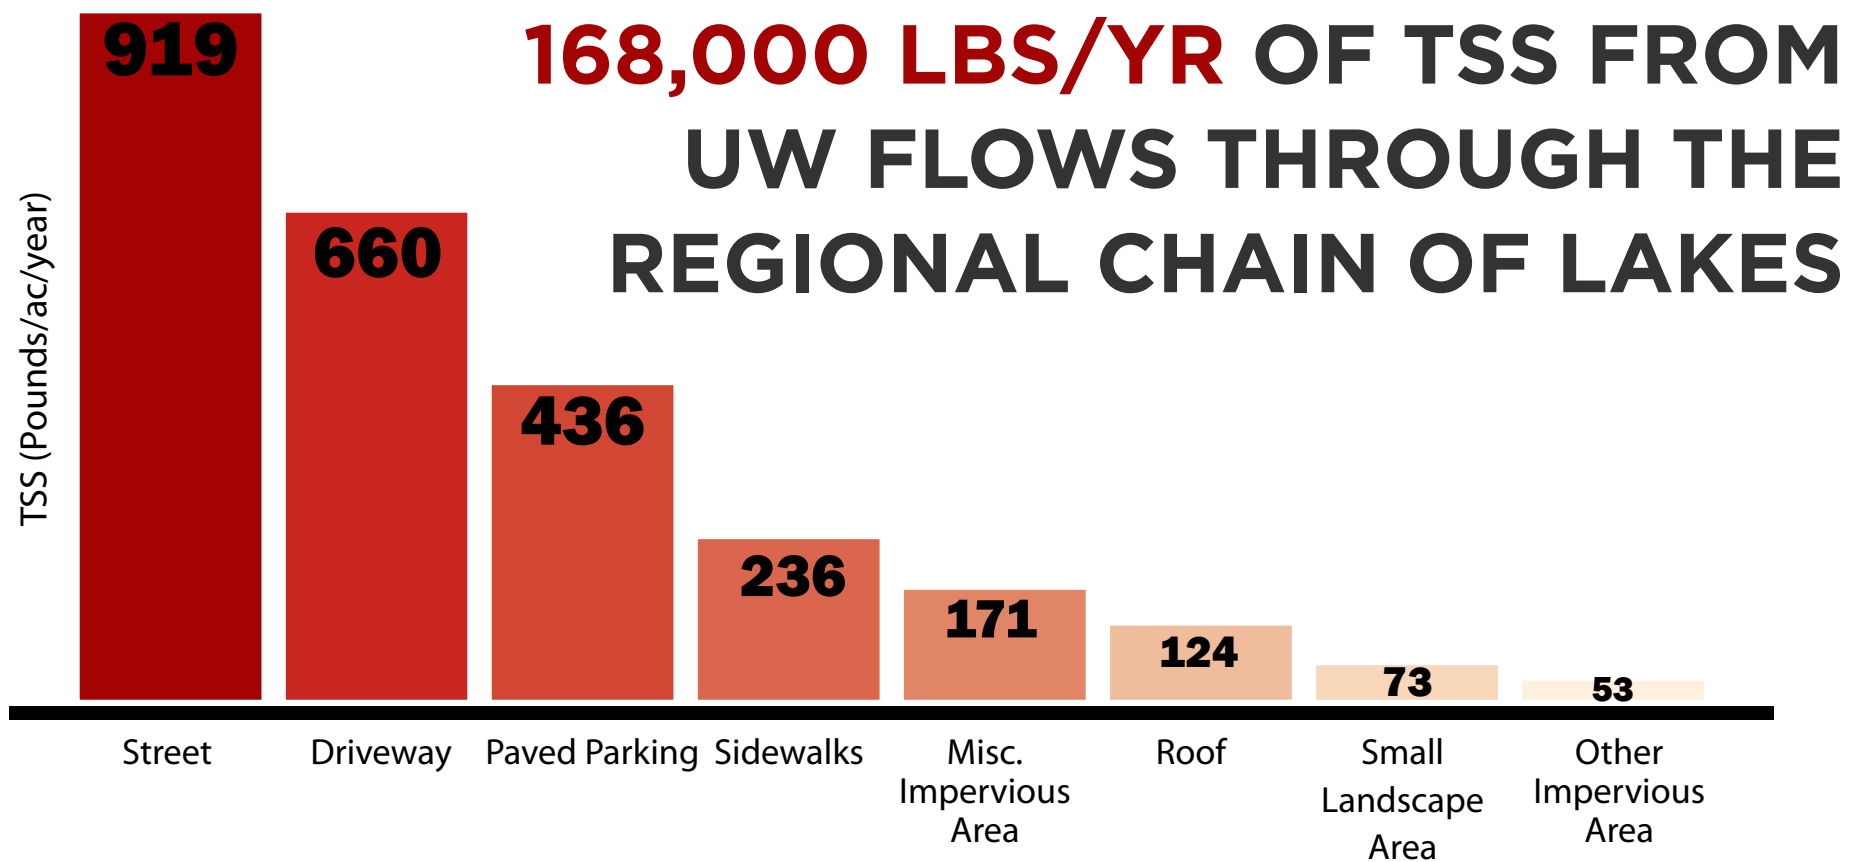 168,000 LBS/YR OF TSS FROM
UW FLOWS THROUGH THE
REGIONAL CHAIN OF LAKES
TSS (Pounds/ac/year)
919
660
436
236
171
124
73
53
Street
Driveway
Paved Parking
Sidewalks
Misc.
Impervious
Area
Roof
Small
Landscape
Area
Other
Impervious
Area